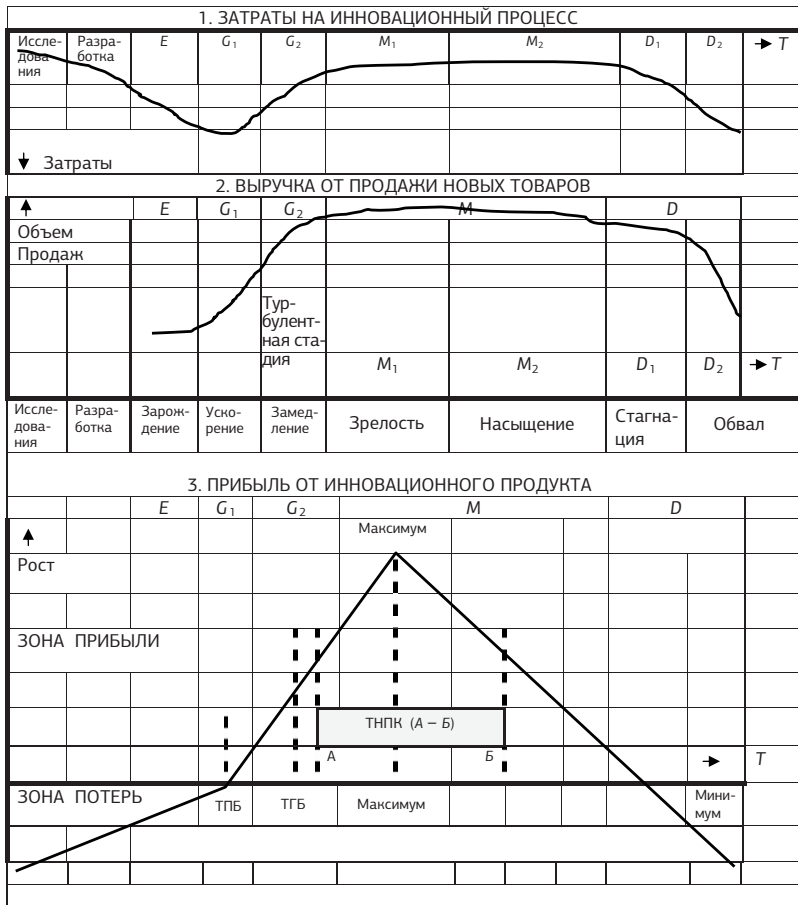 1. ЗАТРАТЫ НА ИННОВАЦИОННЫЙ ПРОЦЕСС
Иссле- Разра- E G1 G2 M1 M2 D1 D2 T
дова- ботка
ния
Затраты
2. ВЫРУЧКА ОТ ПРОДАЖИ НОВЫХ ТОВАРОВ
E G1 G2 M D
Объем
Продаж
Тур-
булент-
ная ста-
дия
M1 M2 D1 D2 T
Иссле- Разра- Зарож- Уско- Замед- Зрелость Насыщение Стагна- Обвал
дова- ботка дение рение ление ция
ния
3. ПРИБЫЛЬ ОТ ИННОВАЦИОННОГО ПРОДУКТА
E G1 G2 M D
Максимум
Рост
ЗОНА ПРИБЫЛИ
ТНПК (А – Б)
А Б T
ЗОНА ПОТЕРЬ ТПБ ТГБ Максимум Мини-
мум